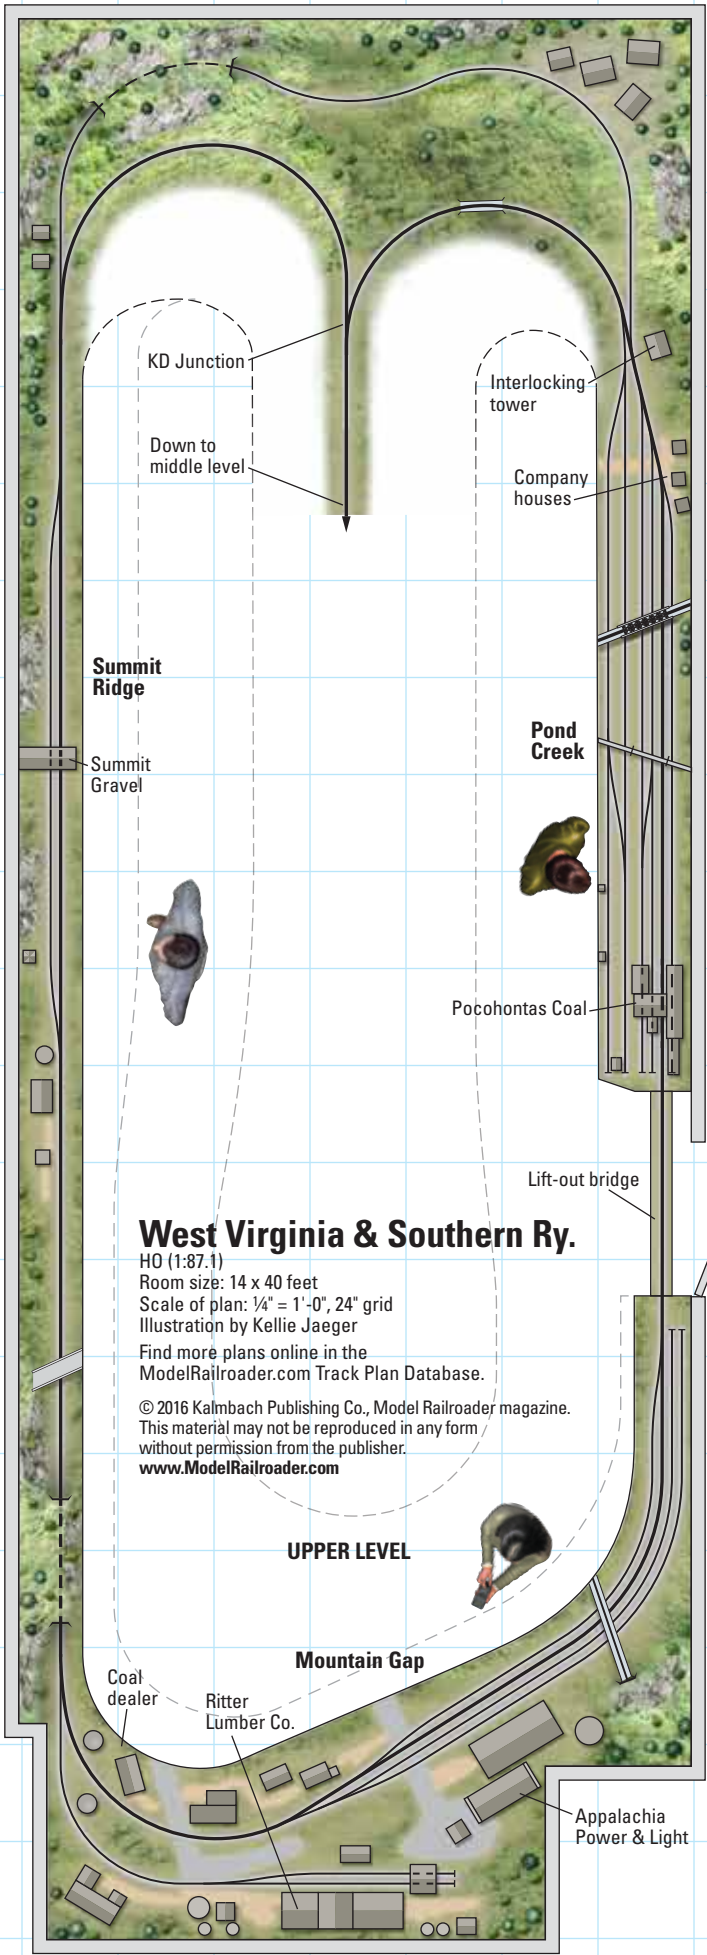 KD Junction
Interlocking
tower
Down to
middle level
Company
houses
Summit
Ridge
Pond
Creek
Summit
Gravel
Pocohontas Coal
Lift-out bridge
West Virginia & Southern Ry.
HO (1:87.1)
Room size: 14 x 40 feet
Scale of plan: ¼" = 1'-0", 24" grid
Illustration by Kellie Jaeger
Find more plans online in the
ModelRailroader.com Track Plan Database.
© 2016 Kalmbach Publishing Co., Model Railroader magazine.
This material may not be reproduced in any form
without permission from the publisher.
www.ModelRailroader.com
UPPER LEVEL
Mountain Gap
Coal
dealer
Ritter
Lumber Co.
Appalachia
Power & Light